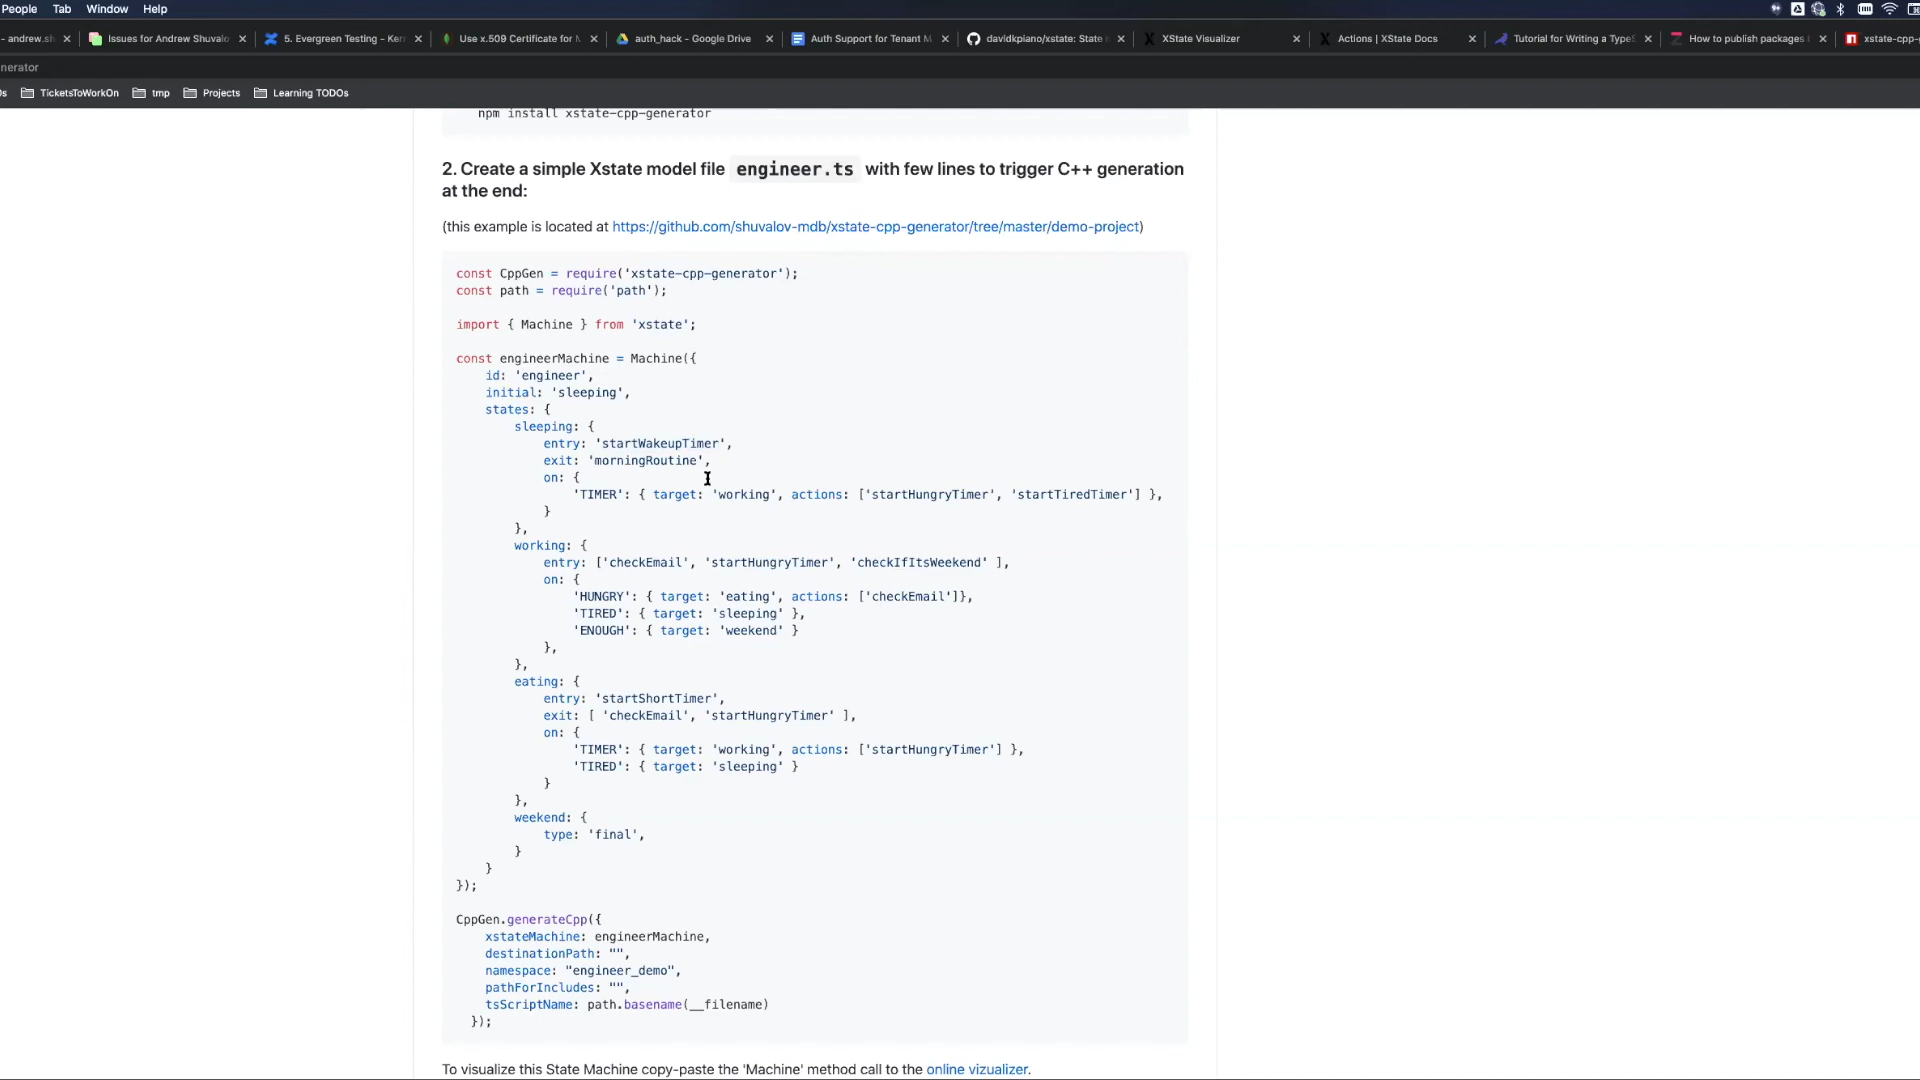 People Tab Window Help
- andrew.sh
Issues for Andrew Shuvalo
5. Evergreen Testing - Ker
Use x.509 Certificate for M
auth_hack - Google Drive
Auth Support for Tenant M
davidkpiano/xstate: State
XState Visualizer
Actions | XState Docs
Tutorial for Writing a TypeS
How to publish packages
xstate-cpp-g
nerator
Os TicketsToWorkOn tmp Projects Learning TODOs
npm install xstate-cpp-generator
2. Create a simple Xstate model file engineer.ts with few lines to trigger C++ generation
at the end:
(this example is located at https://github.com/shuvalov-mdb/xstate-cpp-generator/tree/master/demo-project)
const CppGen = require('xstate-cpp-generator');
const path = require('path');
import { Machine } from 'xstate';
const engineerMachine = Machine({
id: 'engineer',
initial: 'sleeping',
states: {
sleeping: {
entry: 'startWakeupTimer',
exit: 'morningRoutine',
on: {
'TIMER': { target: 'working', actions: ['startHungryTimer', 'startTiredTimer'] },
}
},
working: {
entry: ['checkEmail', 'startHungryTimer', 'checkIfItsWeekend' ],
on: {
'HUNGRY': { target: 'eating', actions: ['checkEmail']},
'TIRED': { target: 'sleeping' },
'ENOUGH': { target: 'weekend' }
},
},
eating: {
entry: 'startShortTimer',
exit: [ 'checkEmail', 'startHungryTimer' ],
on: {
'TIMER': { target: 'working', actions: ['startHungryTimer'] },
'TIRED': { target: 'sleeping' }
}
},
weekend: {
type: 'final',
}
}
});
CppGen.generateCpp({
xstateMachine: engineerMachine,
destinationPath: "",
namespace: "engineer_demo",
pathForIncludes: "",
tsScriptName: path.basename(__filename)
});
To visualize this State Machine copy-paste the 'Machine' method call to the online vizualizer.